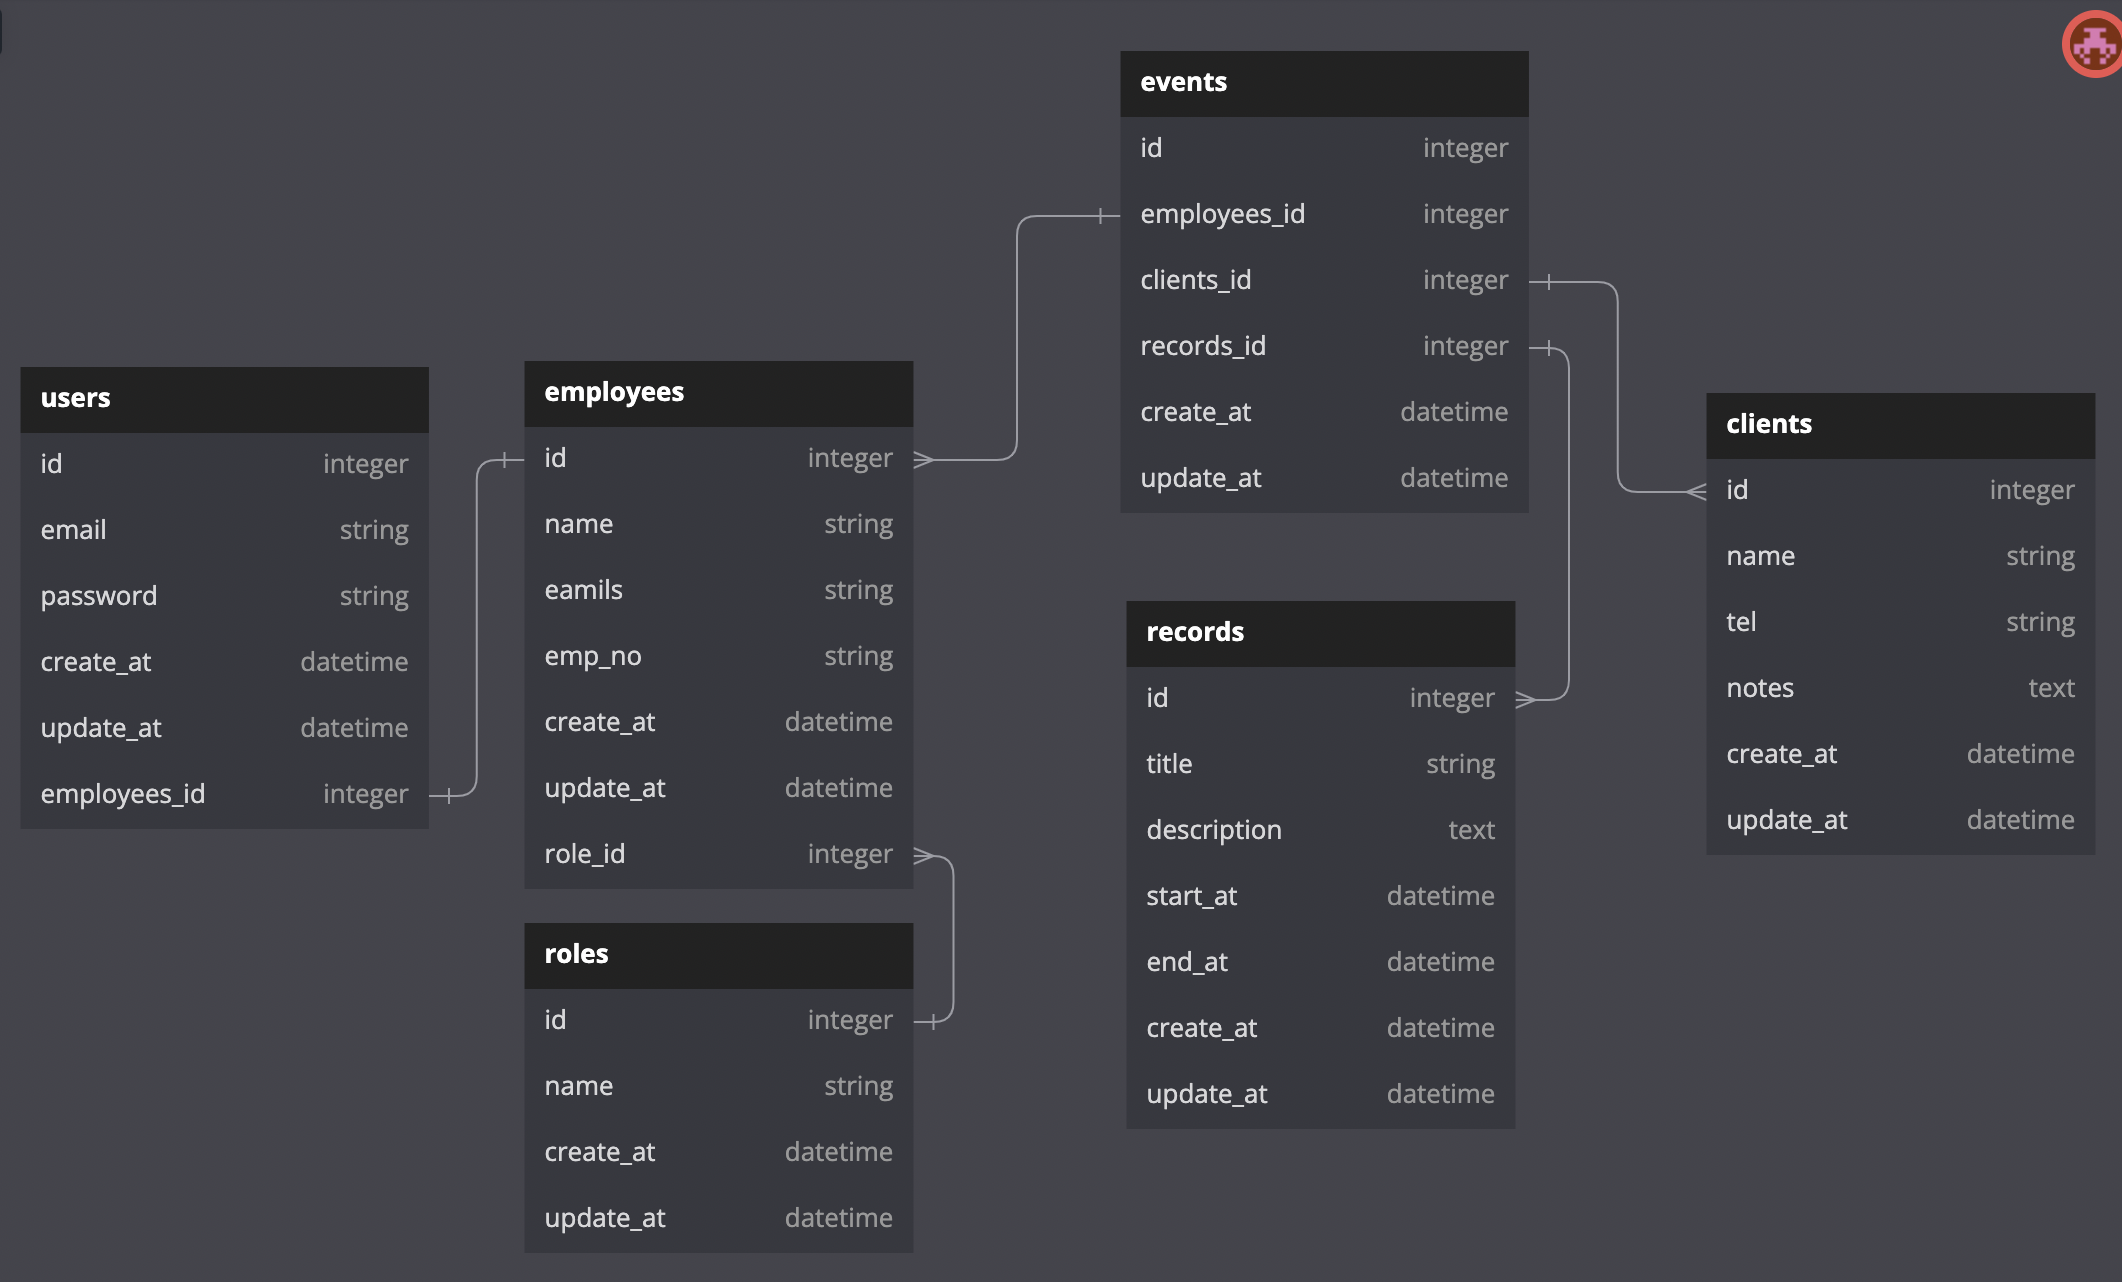 events
id integer
employees_id integer
clients_id integer
records_id integer
create_at datetime
update_at datetime
users
id integer
email string
password string
create_at datetime
update_at datetime
employees_id integer
employees
id integer
name string
eamils string
emp_no string
create_at datetime
update_at datetime
role_id integer
roles
id integer
name string
create_at datetime
update_at datetime
records
id integer
title string
description text
start_at datetime
end_at datetime
create_at datetime
update_at datetime
clients
id integer
name string
tel string
notes text
create_at datetime
update_at datetime